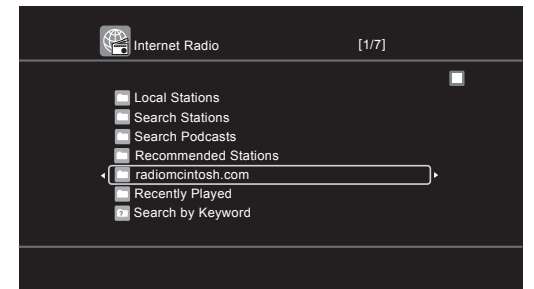 Internet Radio [1/7]
Local Stations
Search Stations
Search Podcasts
Recommended Stations
radiomcintosh.com
Recently Played
? Search by Keyword